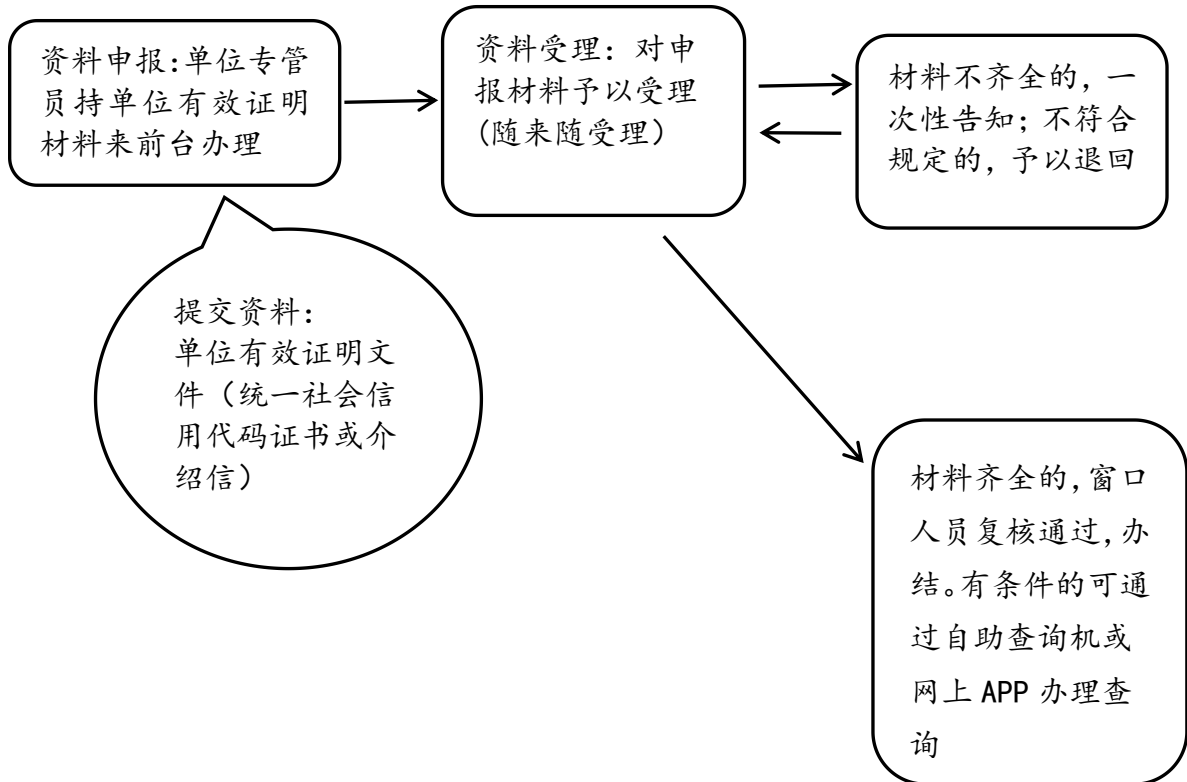 资料申报:单位专管
员持单位有效证明
材料来前台办理
资料受理：对申
报材料予以受理
(随来随受理）
材料不齐全的，一
次性告知；不符合
规定的，予以退回
提交资料：
单位有效证明文
件（统一社会信
用代码证书或介
绍信）
材料齐全的，窗口
人员复核通过，办
结。有条件的可通
过自助查询机或
网上 APP 办理查
询